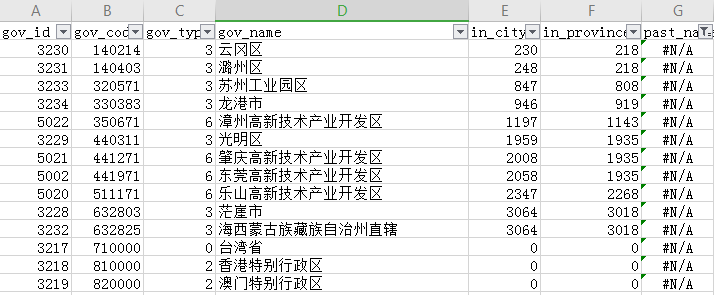 A B C D E F G
gov_id gov_cod gov_typ gov_name in_city in_province past_na
3230 140214 3 云冈区 230 218 #N/A
3231 140403 3 潞州区 248 218 #N/A
3233 320571 3 苏州工业园区 847 808 #N/A
3234 330383 3 龙港市 946 919 #N/A
5022 350671 6 漳州高新技术产业开发区 1197 1143 #N/A
3229 440311 3 光明区 1959 1935 #N/A
5021 441271 6 肇庆高新技术产业开发区 2008 1935 #N/A
5002 441971 6 东莞高新技术产业开发区 2058 1935 #N/A
5020 511171 6 乐山高新技术产业开发区 2347 2268 #N/A
3228 632803 3 茫崖市 3064 3018 #N/A
3232 632825 3 海西蒙古族藏族自治州直辖 3064 3018 #N/A
3217 710000 0 台湾省 0 0 #N/A
3218 810000 2 香港特别行政区 0 0 #N/A
3219 820000 2 澳门特别行政区 0 0 #N/A